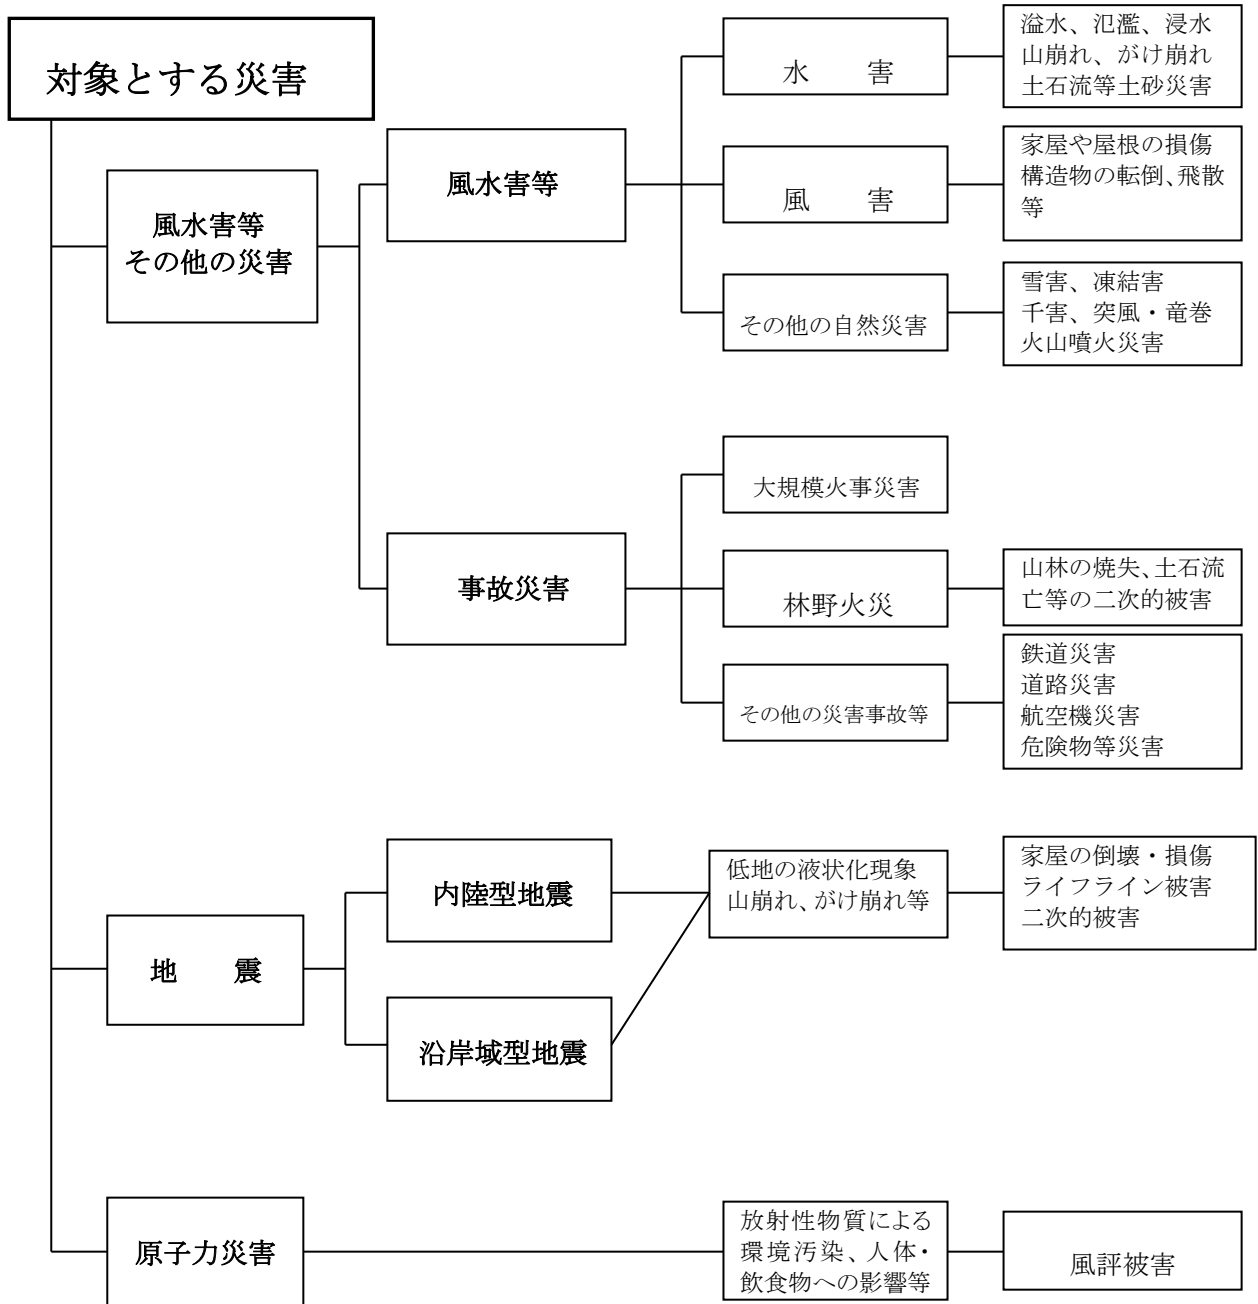 対象とする災害
風水害等
その他の災害
風水害等
水　　害
溢水、氾濫、浸水
山崩れ、がけ崩れ
土石流等土砂災害
風　　害
家屋や屋根の損傷
構造物の転倒、飛散
等
その他の自然災害
雪害、凍結害
干害、突風・竜巻
火山噴火災害
事故災害
大規模火事災害
林野火災
山林の焼失、土石流
亡等の二次的被害
その他の災害事故等
鉄道災害
道路災害
航空機災害
危険物等災害
地　　震
内陸型地震
沿岸域型地震
低地の液状化現象
山崩れ、がけ崩れ等
家屋の倒壊・損傷
ライフライン被害
二次的被害
原子力災害
放射性物質による
環境汚染、人体・
飲食物への影響等
風評被害